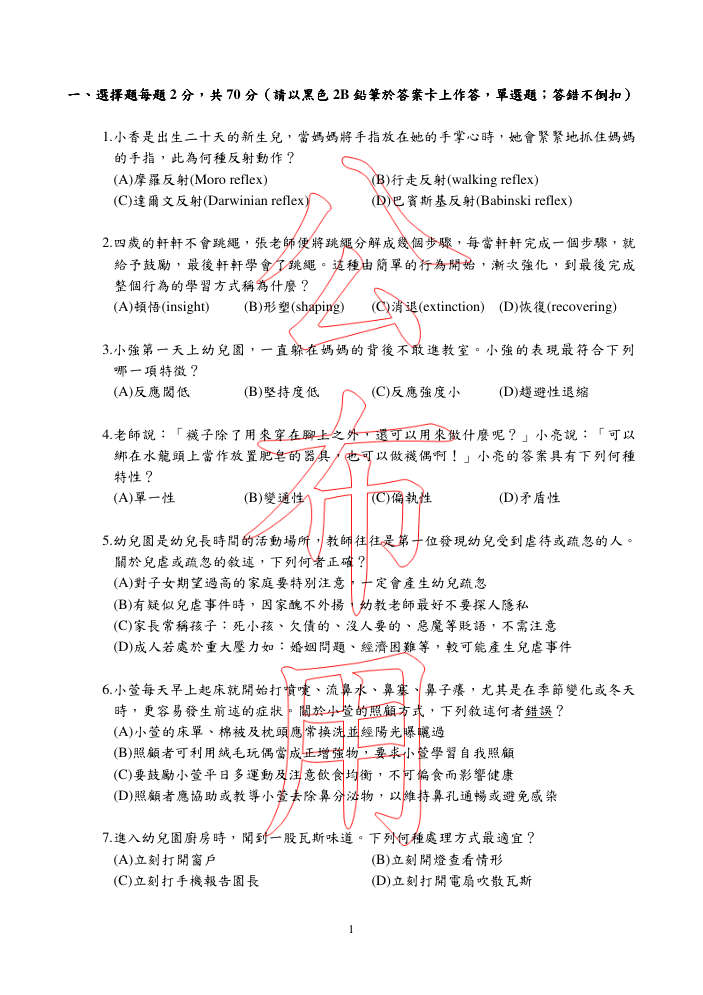 一、選擇題每題 2 分，共 70 分（請以黑色 2B 鉛筆於答案卡上作答，單選題；答錯不倒扣）
1.小香是出生二十天的新生兒，當媽媽將手指放在她的手掌心時，她會緊緊地抓住媽媽
的手指，此為何種反射動作？
(A)摩羅反射(Moro reflex) (B)行走反射(walking reflex)
(C)達爾文反射(Darwinian reflex) (D)巴賓斯基反射(Babinski reflex)
2.四歲的軒軒不會跳繩，張老師便將跳繩分解成幾個步驟，每當軒軒完成一個步驟，就
給予鼓勵，最後軒軒學會了跳繩。這種由簡單的行為開始，漸次強化，到最後完成
整個行為的學習方式稱為什麼？
(A)頓悟(insight) (B)形塑(shaping) (C)消退(extinction) (D)恢復(recovering)
3.小強第一天上幼兒園，一直躲在媽媽的背後不敢進教室。小強的表現最符合下列
哪一項特徵？
(A)反應閾低 (B)堅持度低 (C)反應強度小 (D)趨避性退縮
4.老師說：「襪子除了用來穿在腳上之外，還可以用來做什麼呢？」小亮說：「可以
綁在水龍頭上當作放置肥皂的器具，也可以做襪偶啊！」小亮的答案具有下列何種
特性？
(A)單一性 (B)變通性 (C)偏執性 (D)矛盾性
5.幼兒園是幼兒長時間的活動場所，教師往往是第一位發現幼兒受到虐待或疏忽的人。
關於兒虐或疏忽的敘述，下列何者正確？
(A)對子女期望過高的家庭要特別注意，一定會產生幼兒疏忽
(B)有疑似兒虐事件時，因家醜不外揚，幼教老師最好不要探人隱私
(C)家長常稱孩子：死小孩、欠債的、沒人要的、惡魔等貶語，不需注意
(D)成人若處於重大壓力如：婚姻問題、經濟困難等，較可能產生兒虐事件
6.小萱每天早上起床就開始打噴嚏、流鼻水、鼻塞、鼻子癢，尤其是在季節變化或冬天
時，更容易發生前述的症狀。關於小萱的照顧方式，下列敘述何者錯誤？
(A)小萱的床單、棉被及枕頭應常換洗並經陽光曝曬過
(B)照顧者可利用絨毛玩偶當成正增強物，要求小萱學習自我照顧
(C)要鼓勵小萱平日多運動及注意飲食均衡，不可偏食而影響健康
(D)照顧者應協助或教導小萱去除鼻分泌物，以維持鼻孔通暢或避免感染
7.進入幼兒園廚房時，聞到一股瓦斯味道。下列何種處理方式最適宜？
(A)立刻打開窗戶 (B)立刻開燈查看情形
(C)立刻打手機報告園長 (D)立刻打開電扇吹散瓦斯
1
公
布
用